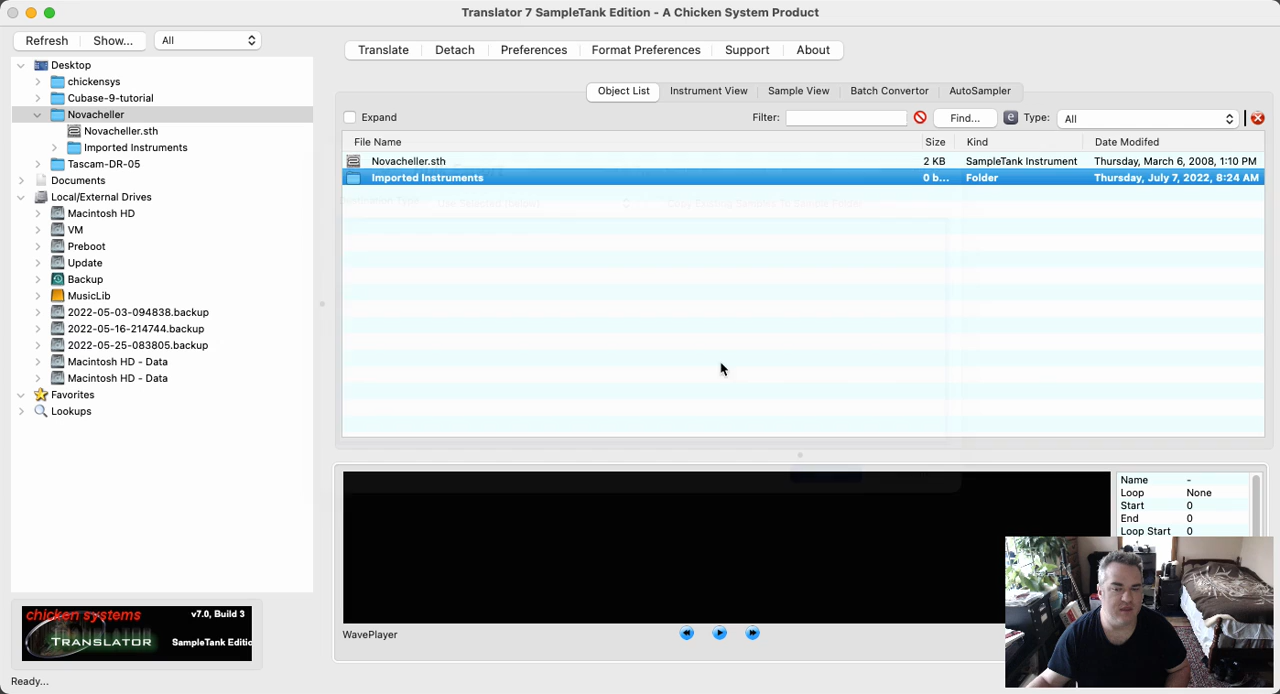 Translator 7 SampleTank Edition - A Chicken System Product
Refresh Show... All
Translate Detach Preferences Format Preferences Support About
Desktop
chickensys
Cubase-9-tutorial
Novacheller
Novacheller.sth
Imported Instruments
Tascam-DR-05
Documents
Local/External Drives
Macintosh HD
VM
Preboot
Update
Backup
MusicLib
2022-05-03-094838.backup
2022-05-16-214744.backup
2022-05-25-083805.backup
Macintosh HD - Data
Macintosh HD - Data
Favorites
Lookups
Object List Instrument View Sample View Batch Convertor AutoSampler
Expand Filter: Find... e Type: All
File Name Size Kind Date Modifed
Novacheller.sth 2 KB SampleTank Instrument Thursday, March 6, 2008, 1:10 PM
Imported Instruments 0 b... Folder Thursday, July 7, 2022, 8:24 AM
Name -
Loop None
Start 0
End 0
Loop Start 0
WavePlayer
chicken systems v7.0, Build 3
TRANSLATOR SampleTank Editio
Ready...